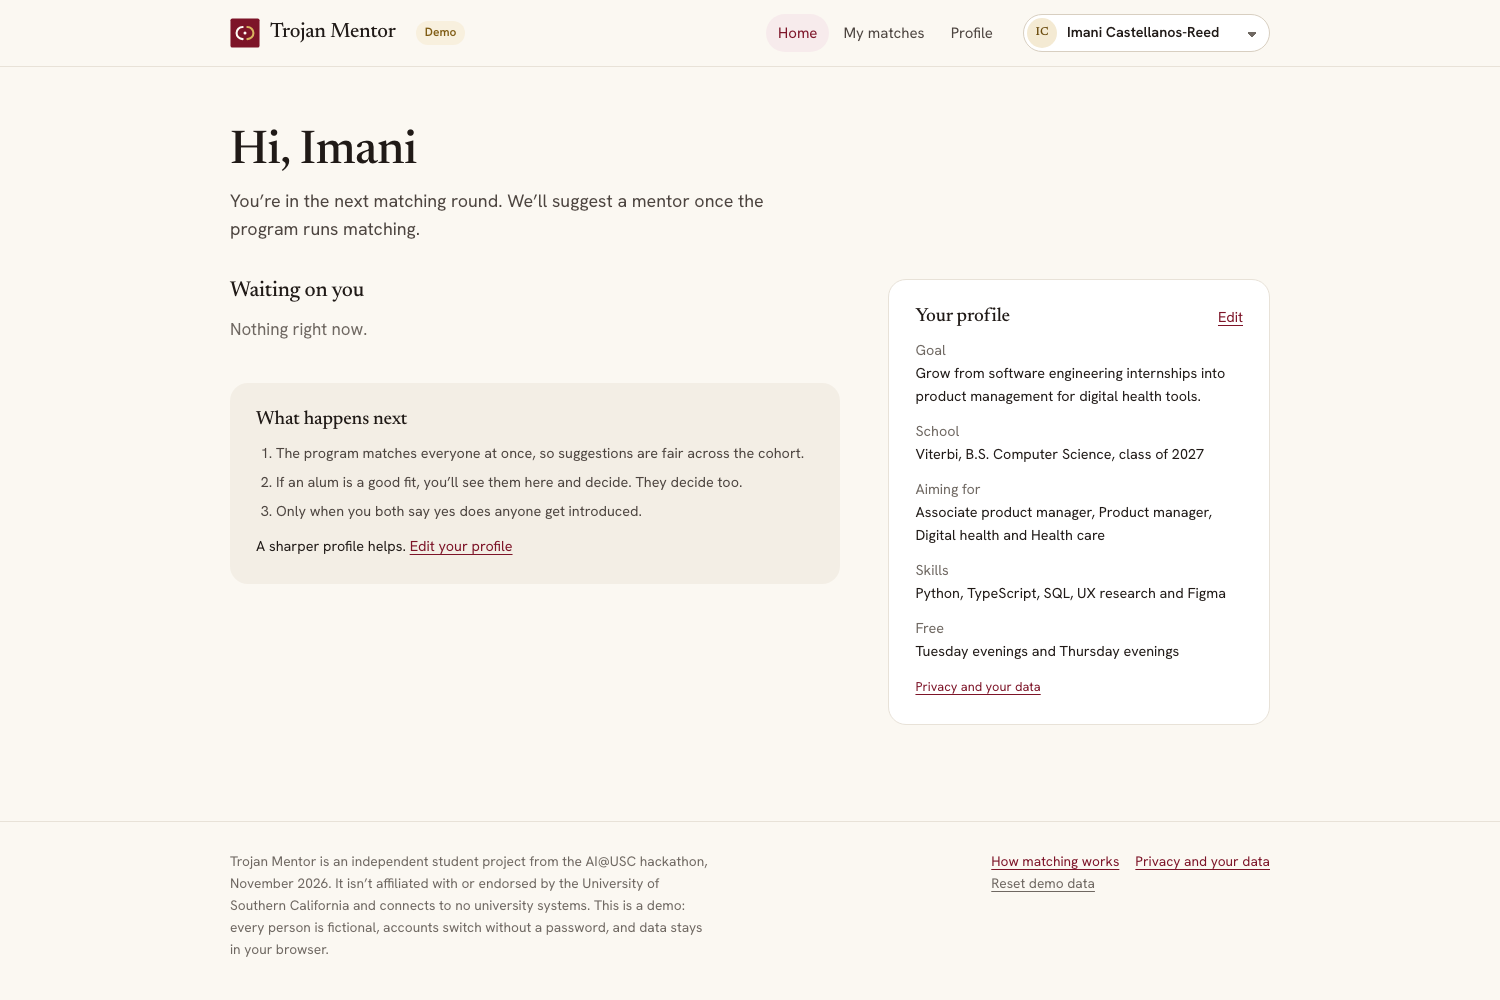 Trojan Mentor
Demo
Home
My matches
Profile
IC
Imani Castellanos-Reed
Hi, Imani
You’re in the next matching round. We’ll suggest a mentor once the
program runs matching.
Waiting on you
Nothing right now.
What happens next
1. The program matches everyone at once, so suggestions are fair across the cohort.
2. If an alum is a good fit, you’ll see them here and decide. They decide too.
3. Only when you both say yes does anyone get introduced.
A sharper profile helps. Edit your profile
Your profile
Edit
Goal
Grow from software engineering internships into
product management for digital health tools.
School
Viterbi, B.S. Computer Science, class of 2027
Aiming for
Associate product manager, Product manager,
Digital health and Health care
Skills
Python, TypeScript, SQL, UX research and Figma
Free
Tuesday evenings and Thursday evenings
Privacy and your data
Trojan Mentor is an independent student project from the AI@USC hackathon,
November 2026. It isn’t affiliated with or endorsed by the University of
Southern California and connects to no university systems. This is a demo:
every person is fictional, accounts switch without a password, and data stays
in your browser.
How matching works
Privacy and your data
Reset demo data